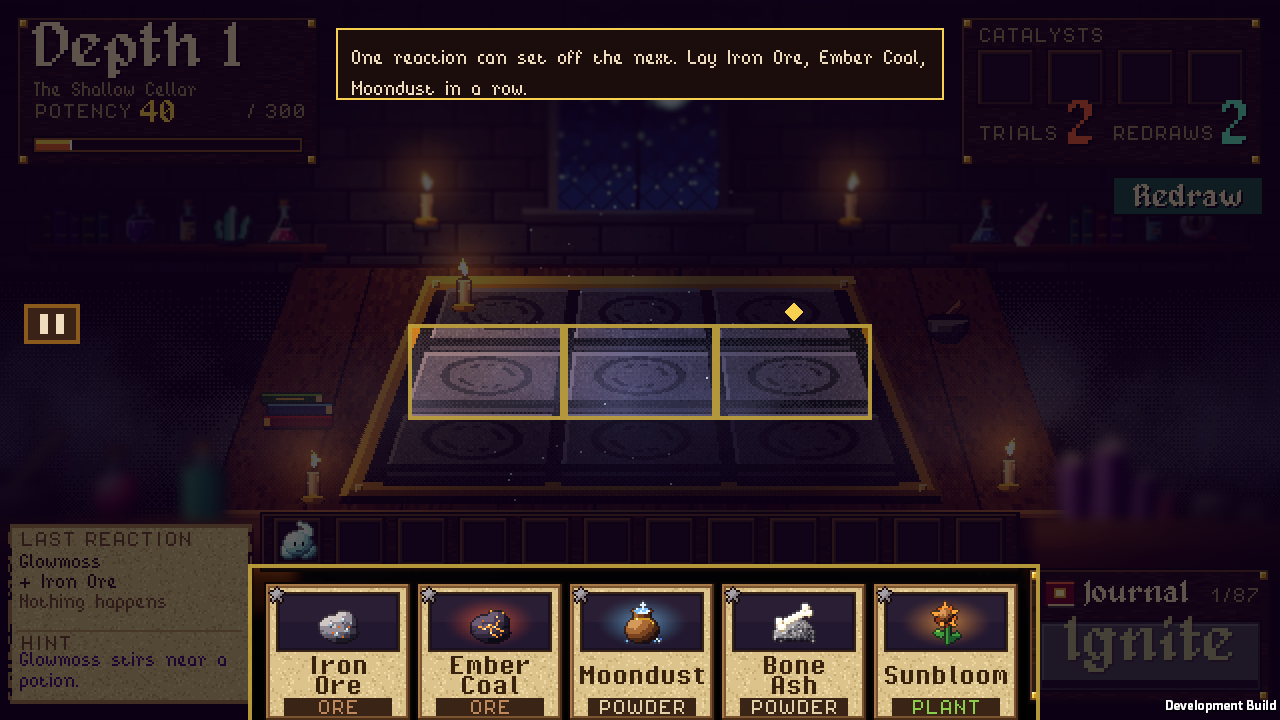 Depth 1
The Shallow Cellar
POTENCY 40 / 300
One reaction can set off the next. Lay Iron Ore, Ember Coal,
Moondust in a row.
CATALYSTS
TRIALS 2 REDRAWS 2
Redraw
LAST REACTION
Glowmoss
+ Iron Ore
Nothing happens
HINT
Glowmoss stirs near a
potion.
Iron
Ore
ORE
Ember
Coal
ORE
Moondust
POWDER
Bone
Ash
POWDER
Sunbloom
PLANT
Journal 1/87
Ignite
Development Build